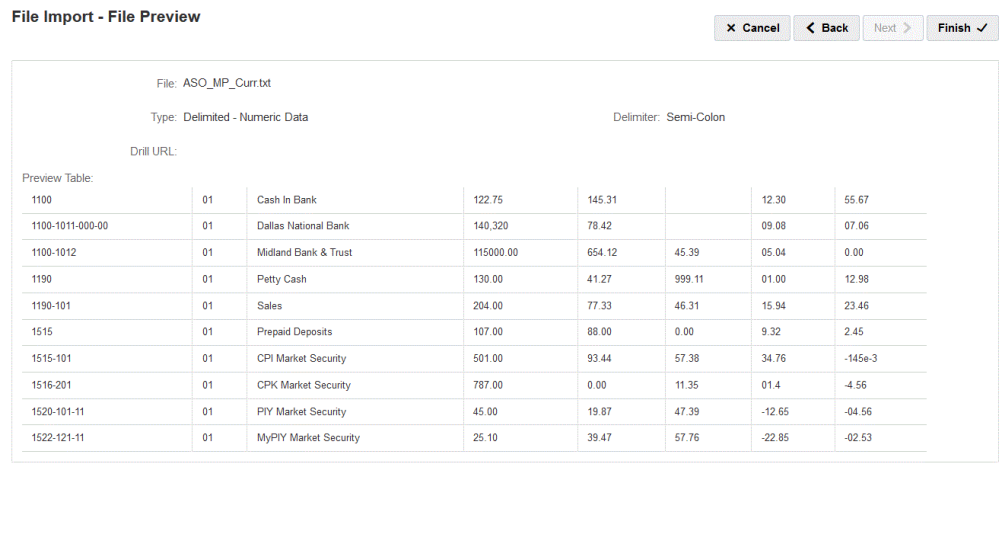 File Import - File Preview
Cancel Back Next Finish
File: ASO_MP_Curr.txt
Type: Delimited - Numeric Data Delimiter: Semi-Colon
Drill URL:
Preview Table:
1100 01 Cash In Bank 122.75 145.31 12.30 55.67
1100-1011-000-00 01 Dallas National Bank 140,320 78.42 09.08 07.06
1100-1012 01 Midland Bank & Trust 115000.00 654.12 45.39 05.04 0.00
1190 01 Petty Cash 130.00 41.27 999.11 01.00 12.98
1190-101 01 Sales 204.00 77.33 46.31 15.94 23.46
1515 01 Prepaid Deposits 107.00 88.00 0.00 9.32 2.45
1515-101 01 CPI Market Security 501.00 93.44 57.38 34.76 -145e-3
1516-201 01 CPK Market Security 787.00 0.00 11.35 01.4 -4.56
1520-101-11 01 PIY Market Security 45.00 19.87 47.39 -12.65 -04.56
1522-121-11 01 MyPIY Market Security 25.10 39.47 57.76 -22.85 -02.53